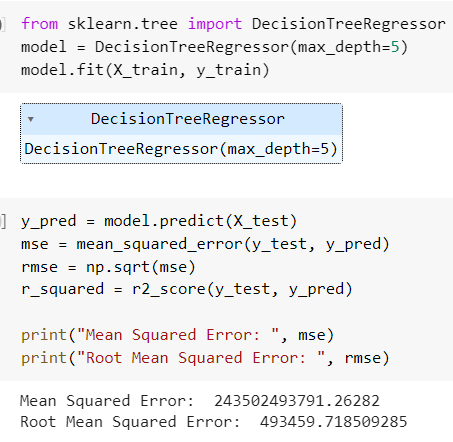 from sklearn.tree import DecisionTreeRegressor
model = DecisionTreeRegressor(max_depth=5)
model.fit(X_train, y_train)
DecisionTreeRegressor
DecisionTreeRegressor(max_depth=5)
y_pred = model.predict(X_test)
mse = mean_squared_error(y_test, y_pred)
rmse = np.sqrt(mse)
r_squared = r2_score(y_test, y_pred)
print("Mean Squared Error: ", mse)
print("Root Mean Squared Error: ", rmse)
Mean Squared Error:  243502493791.26282
Root Mean Squared Error:  493459.718509285